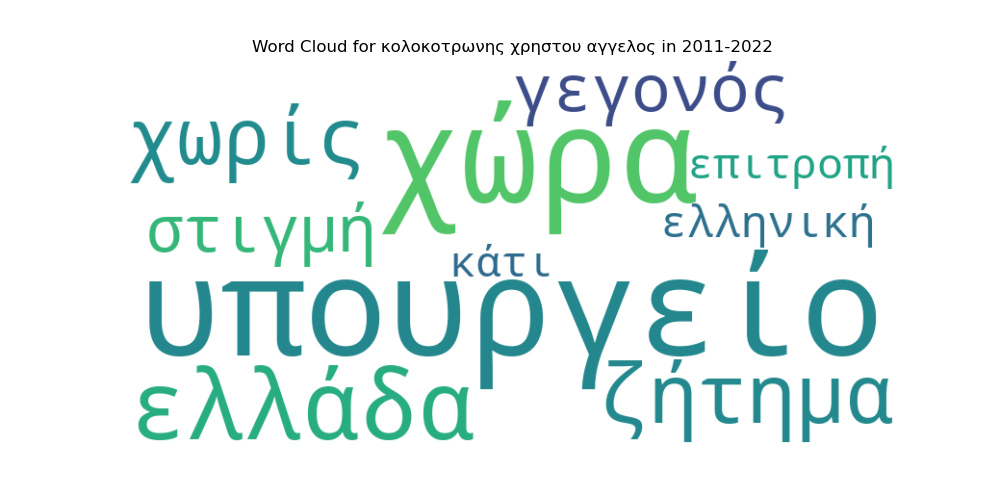 Word Cloud for κολοκοτρωνης χρηστου αγγελος in 2011-2022
γεγονός
χωρίς
χώρα
επιτροπή
στιγμή
ελληνική
κάτι
υπουργείο
ελλάδα
ζήτημα